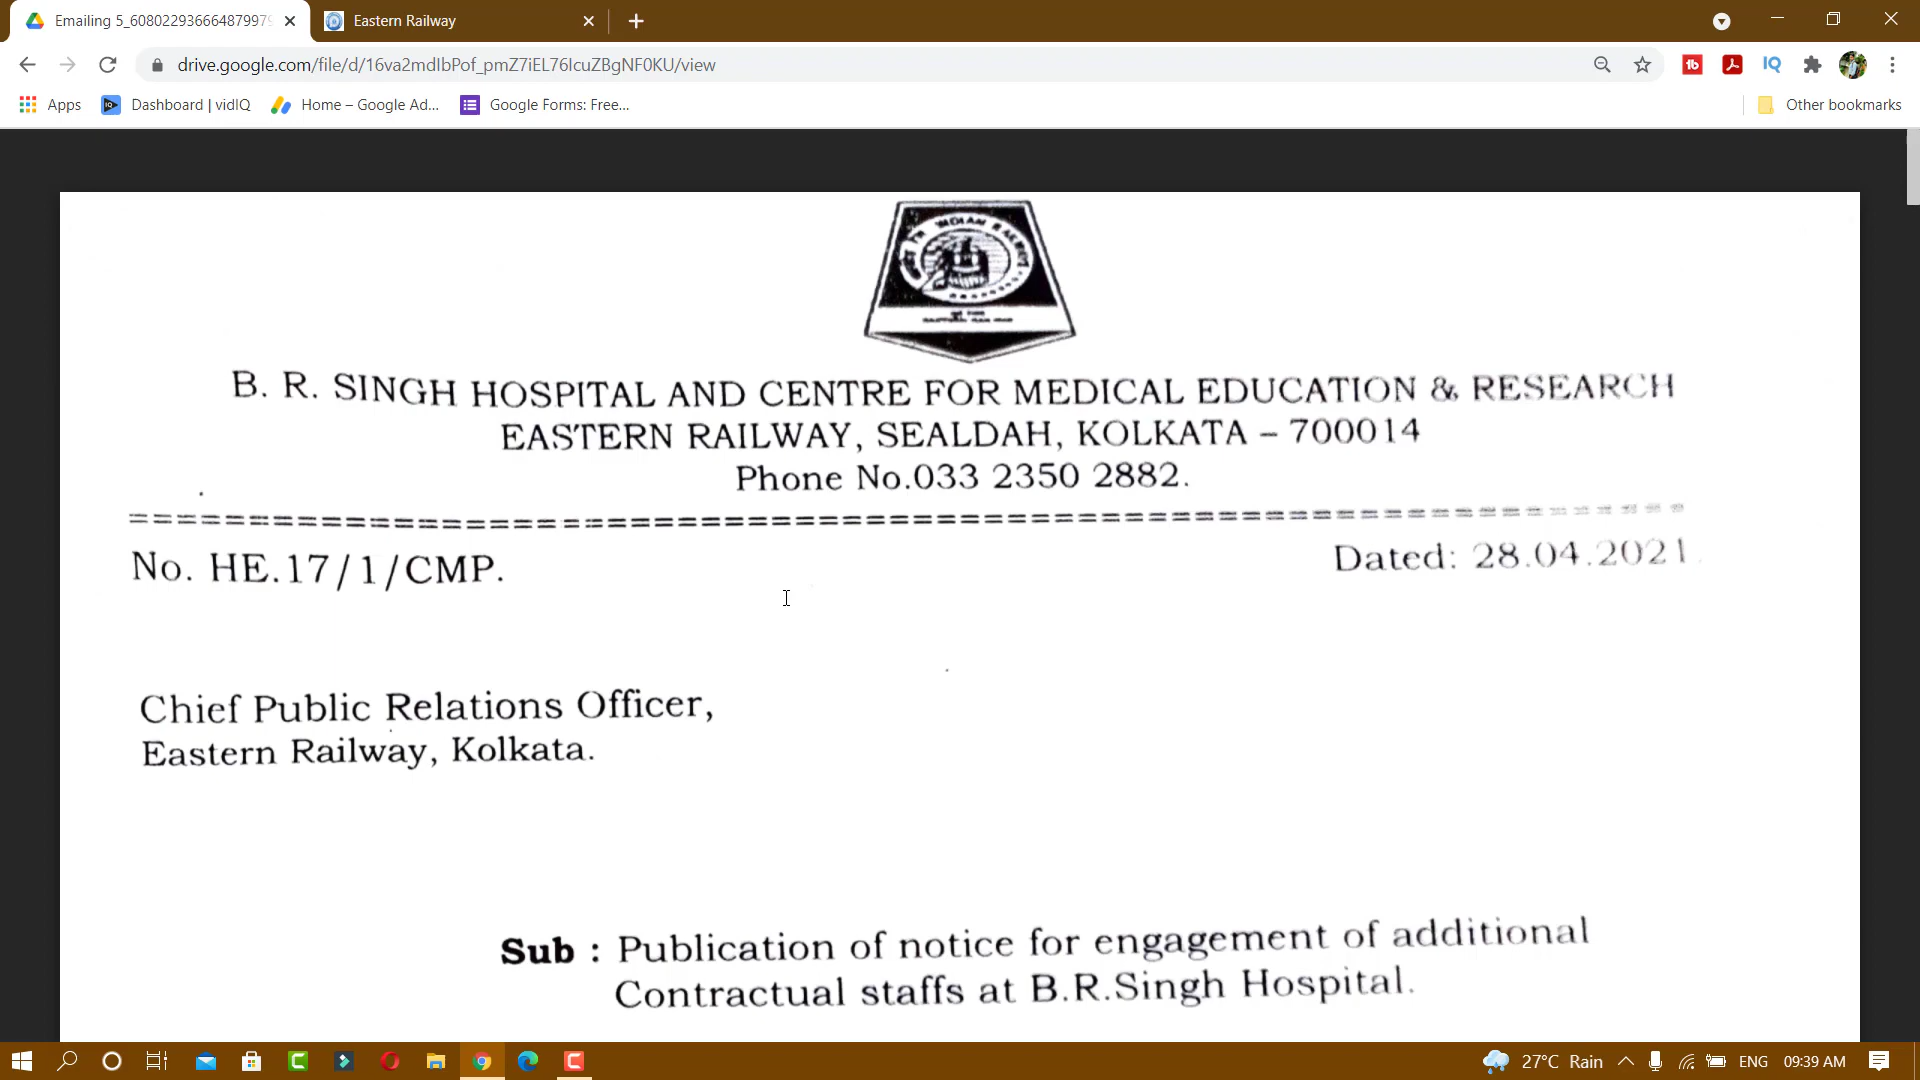 Emailing 5_608022936664879979
Eastern Railway
drive.google.com/file/d/16va2mdIbPof_pmZ7iEL76IcuZBgNF0KU/view
Apps
Dashboard | vidIQ
Home – Google Ad...
Google Forms: Free...
Other bookmarks
B. R. SINGH HOSPITAL AND CENTRE FOR MEDICAL EDUCATION & RESEARCH
EASTERN RAILWAY, SEALDAH, KOLKATA – 700014
Phone No.033 2350 2882.
No. HE.17/1/CMP.
Dated: 28.04.2021.
Chief Public Relations Officer,
Eastern Railway, Kolkata.
Sub : Publication of notice for engagement of additional
Contractual staffs at B.R.Singh Hospital.
27°C Rain
ENG
09:39 AM